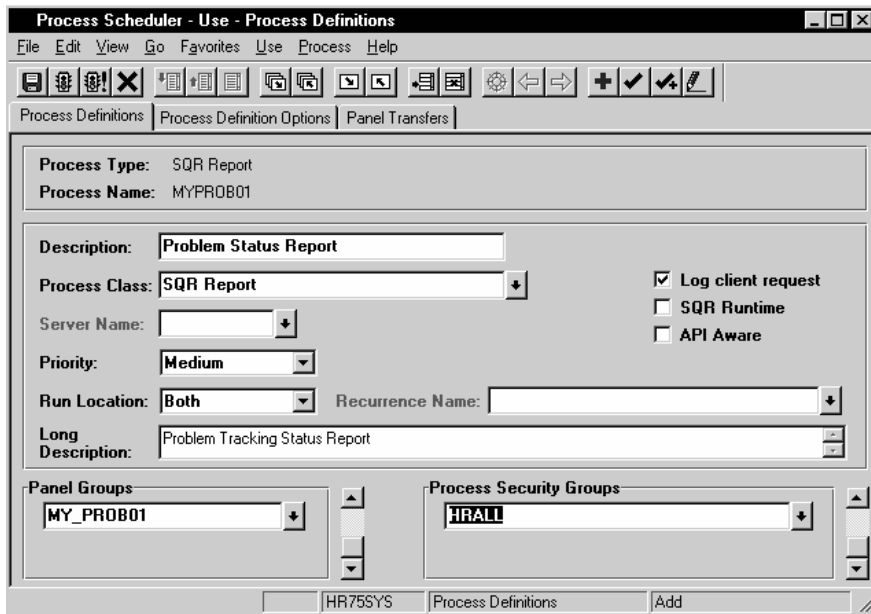 Process Scheduler - Use - Process Definitions
File Edit View Go Favorites Use Process Help
Process Definitions Process Definition Options Panel Transfers
Process Type: SQR Report
Process Name: MYPROB01
Description: Problem Status Report
Process Class: SQR Report
Log client request
SQR Runtime
Server Name:
API Aware
Priority: Medium
Run Location: Both Recurrence Name:
Long Description: Problem Tracking Status Report
Panel Groups Process Security Groups
MY_PROB01 HRALL
HR75SYS Process Definitions Add